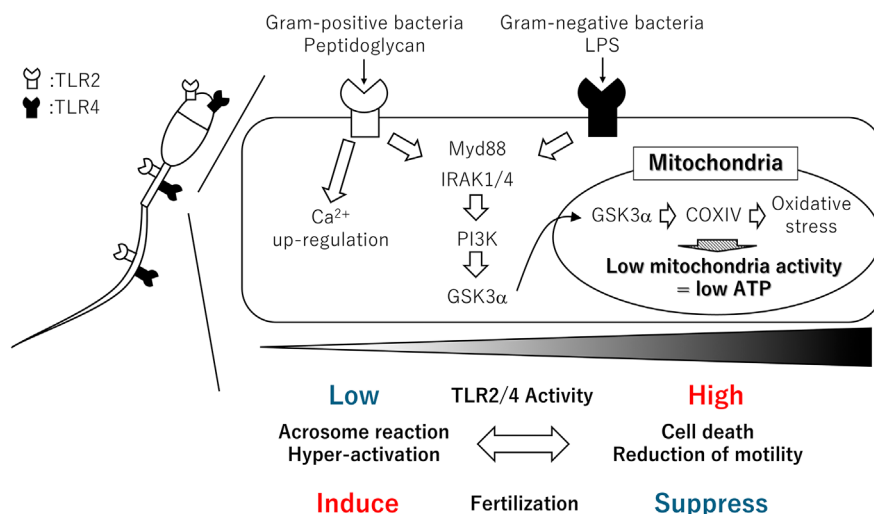 Gram-positive bacteria
Peptidoglycan
Gram-negative bacteria
LPS
:TLR2
:TLR4
Myd88
IRAK1/4
PI3K
GSK3α
Ca²⁺
up-regulation
Mitochondria
GSK3α
COXIV
Oxidative
stress
Low mitochondria activity
= low ATP
Low
TLR2/4 Activity
High
Acrosome reaction
Hyper-activation
Cell death
Reduction of motility
Induce
Fertilization
Suppress